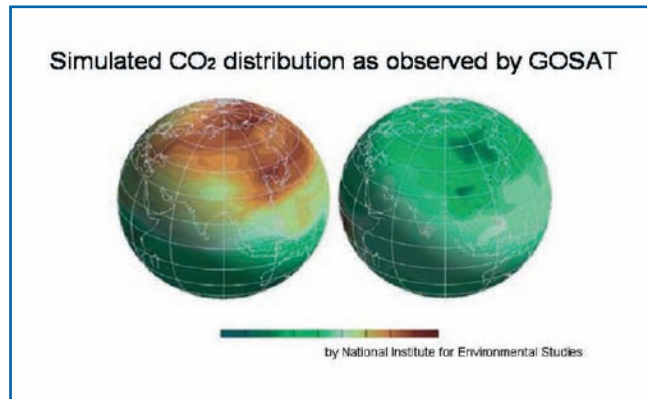 Simulated CO₂ distribution as observed by GOSAT
by National Institute for Environmental Studies